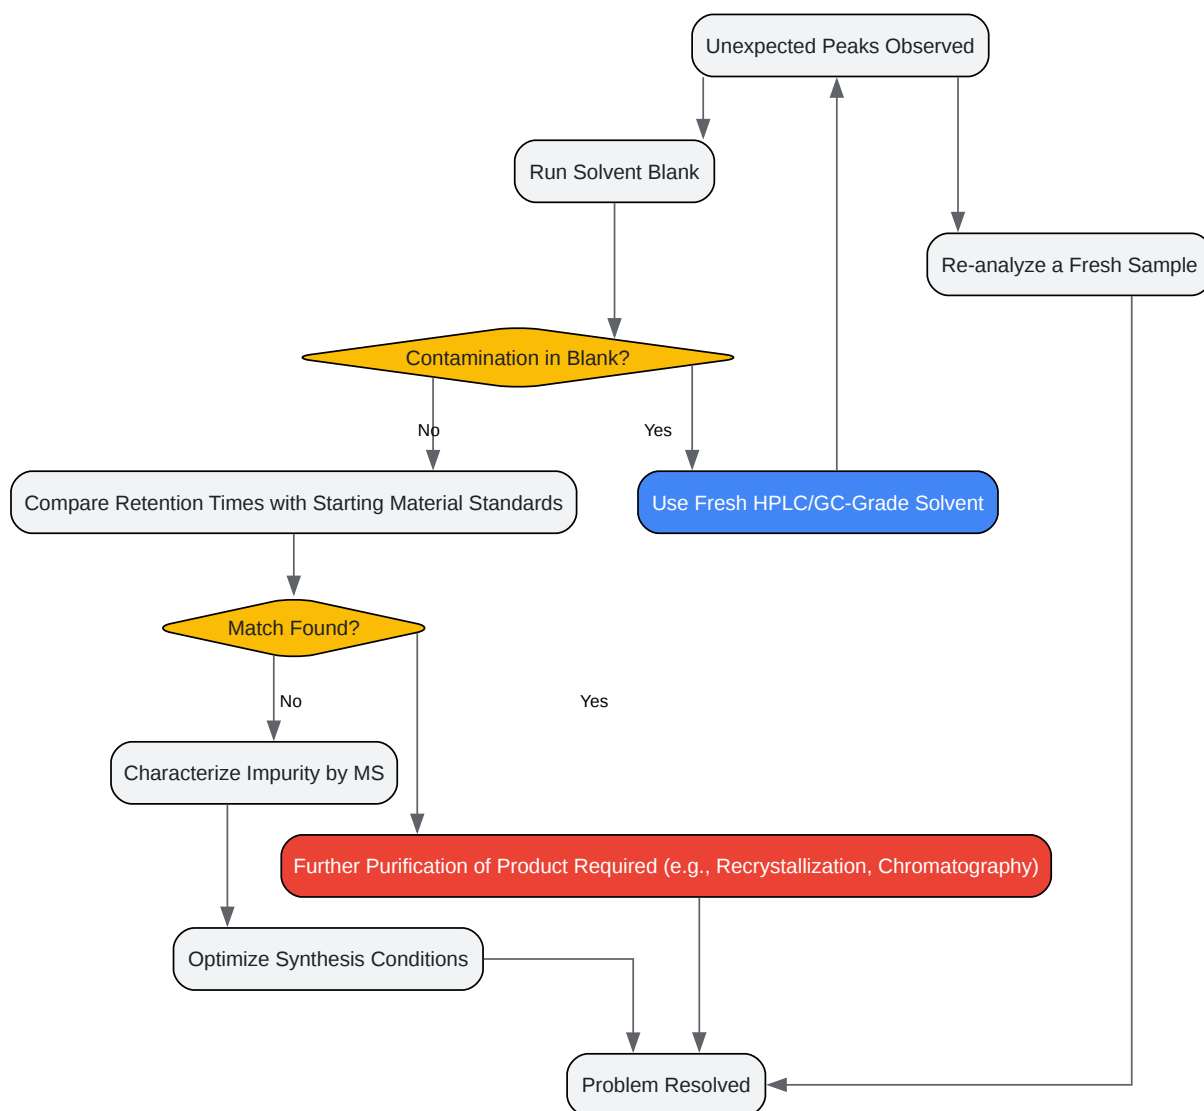 Unexpected Peaks Observed
Run Solvent Blank
Re-analyze a Fresh Sample
Contamination in Blank?
No
Yes
Compare Retention Times with Starting Material Standards
Use Fresh HPLC/GC-Grade Solvent
Match Found?
No
Yes
Characterize Impurity by MS
Further Purification of Product Required (e.g., Recrystallization, Chromatography)
Optimize Synthesis Conditions
Problem Resolved